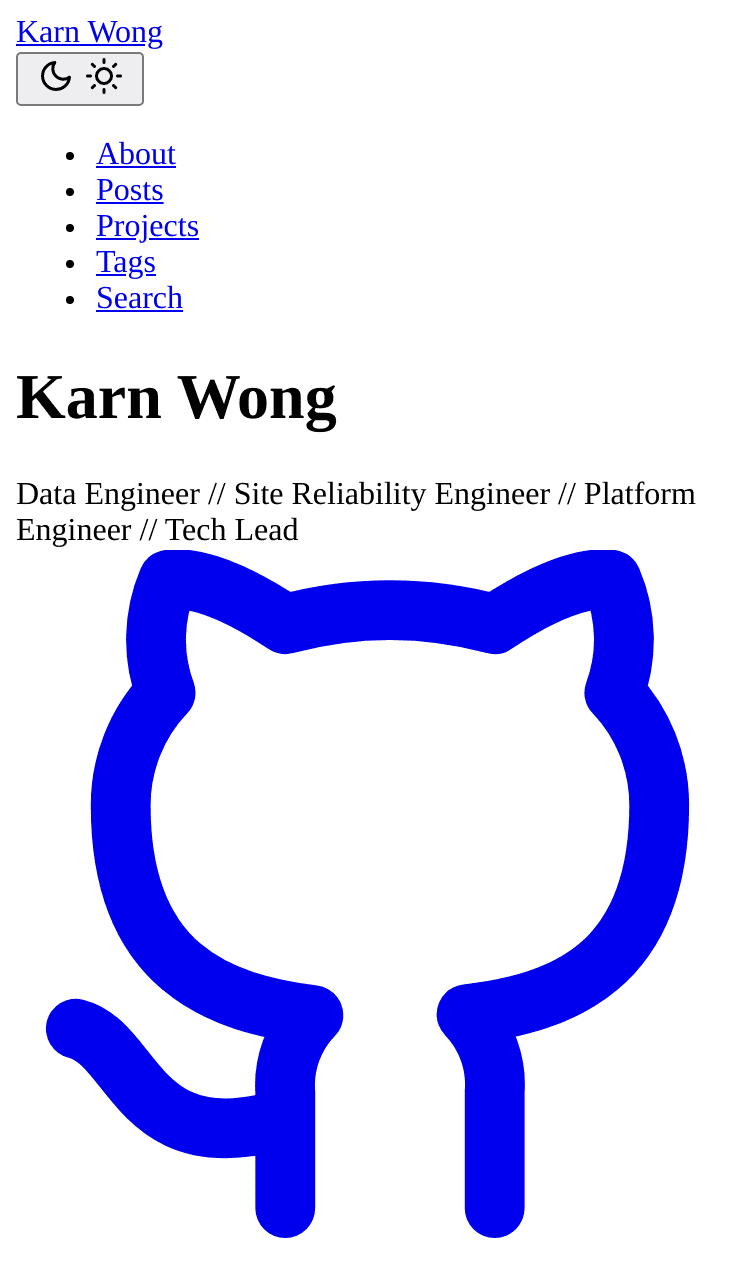 Karn Wong
About
Posts
Projects
Tags
Search
Karn Wong
Data Engineer // Site Reliability Engineer // Platform
Engineer // Tech Lead